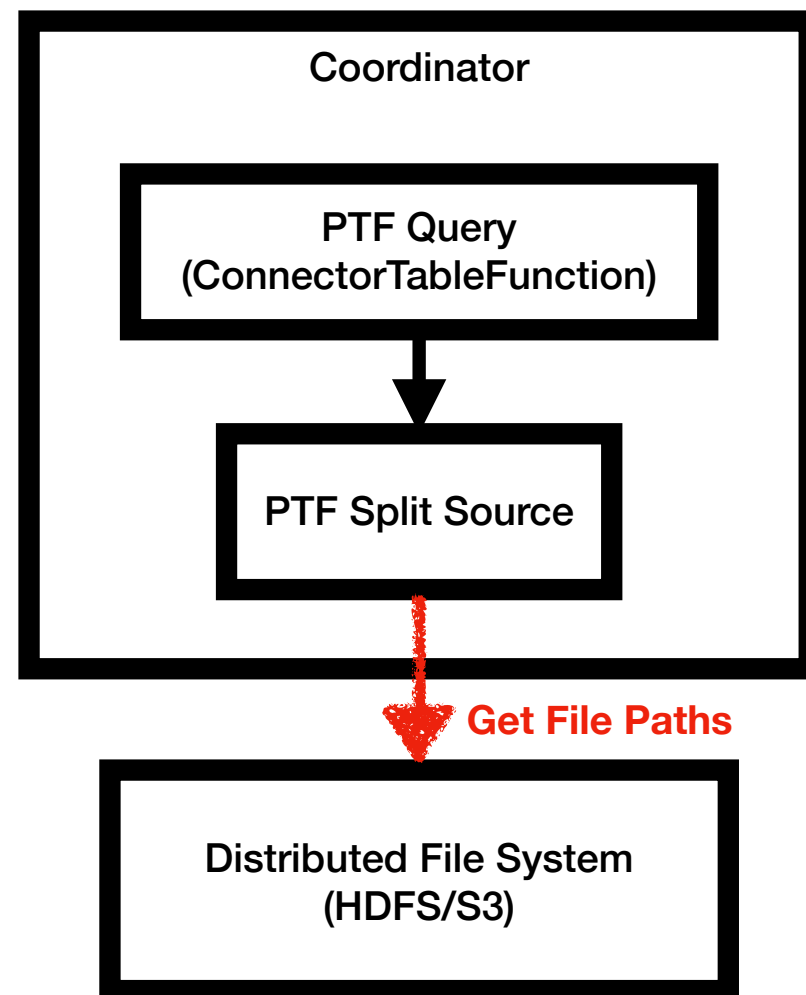 Coordinator
PTF Query
(ConnectorTableFunction)
PTF Split Source
Get File Paths
Distributed File System
(HDFS/S3)